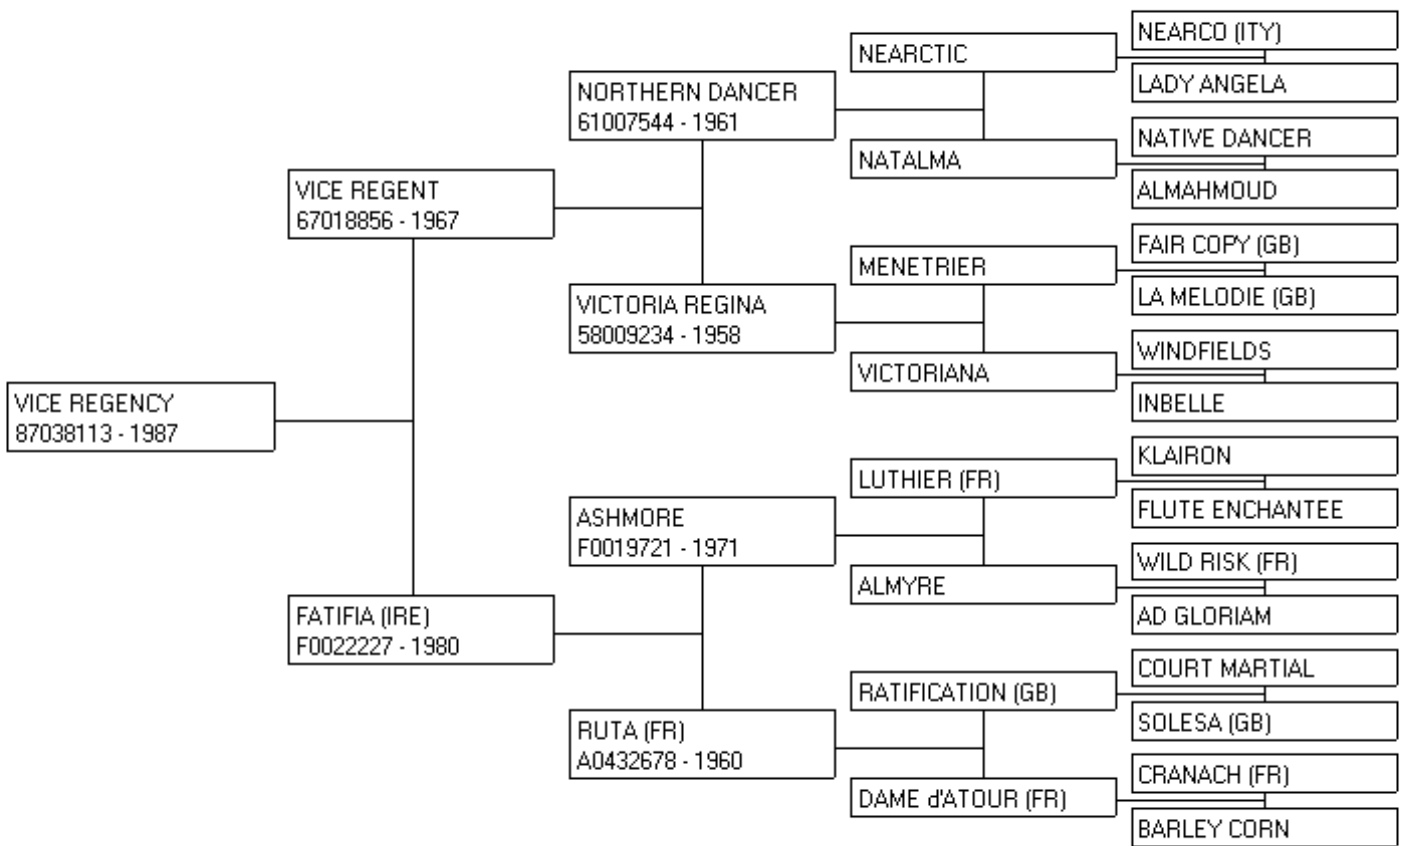 NEARCO (ITY)
NEARCTIC
LADY ANGELA
NORTHERN DANCER
61007544 - 1961
NATIVE DANCER
NATALMA
ALMAHMOUD
VICE REGENT
67018856 - 1967
FAIR COPY (GB)
MENETRIER
LA MELODIE (GB)
VICTORIA REGINA
58009234 - 1958
WINDFIELDS
VICTORIANA
INBELLE
VICE REGENCY
87038113 - 1987
KLAIRON
LUTHIER (FR)
FLUTE ENCHANTEE
ASHMORE
F0019721 - 1971
WILD RISK (FR)
ALMYRE
AD GLORIAM
FATIFIA (IRE)
F0022227 - 1980
COURT MARTIAL
RATIFICATION (GB)
SOLESA (GB)
RUTA (FR)
A0432678 - 1960
CRANACH (FR)
DAME d'ATOUR (FR)
BARLEY CORN